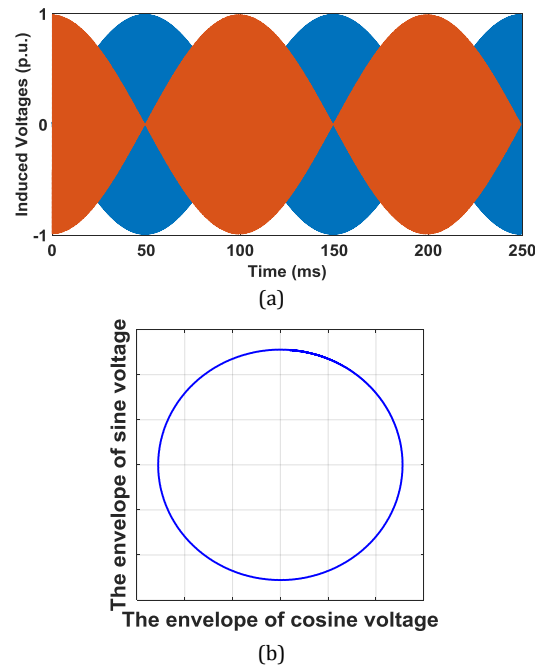 Induced Voltages (p.u.)
1
0
-1
0 50 100 150 200 250
Time (ms)
(a)
The envelope of sine voltage
The envelope of cosine voltage
(b)